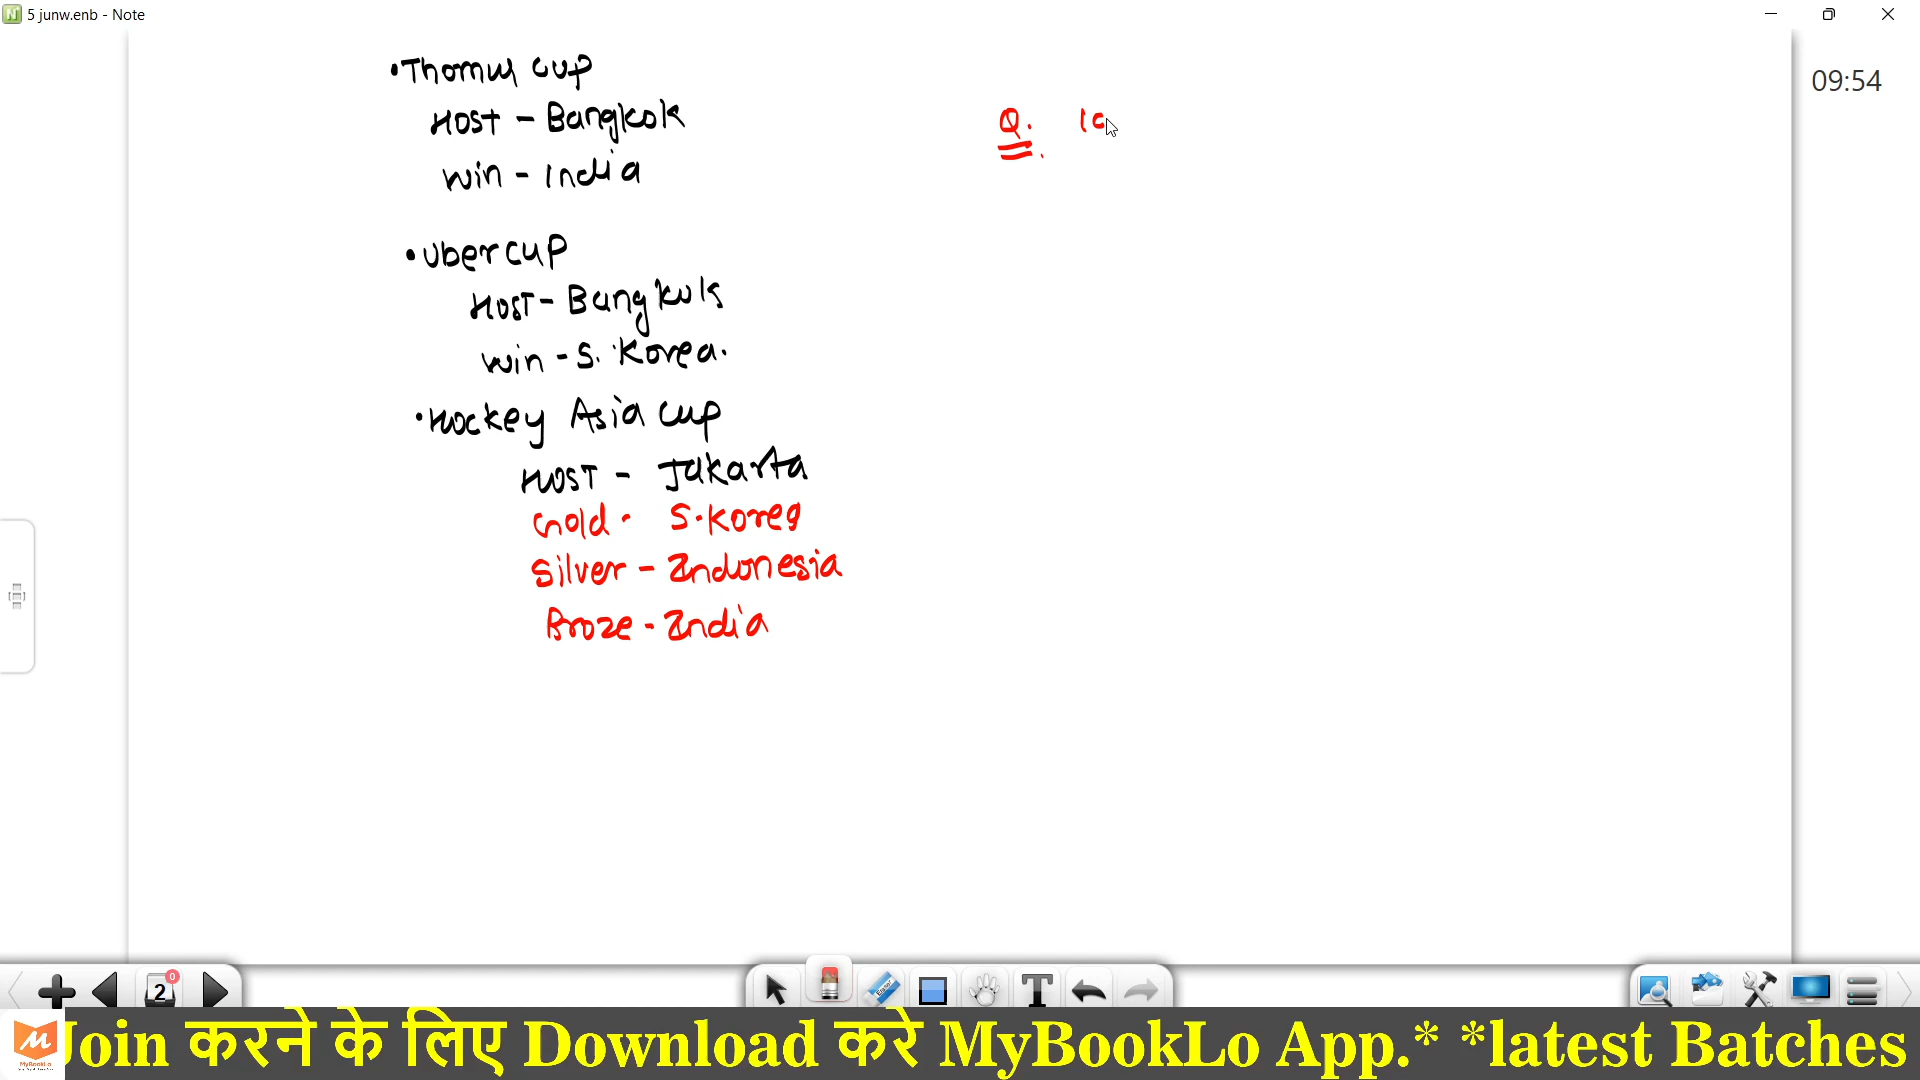 5 junw.enb - Note
09:54
•Thomus cup
Host - Bangkok
Win - India
•Uber cup
Host - Bangkok
Win - S. Korea.
•Hockey Asia cup
Host - Jakarta
Gold - S.Korea
Silver - Indonesia
Broze - India
Q.
2
0
Join करने के लिए Download करे MyBookLo App.* *latest Batches
MyBookLo